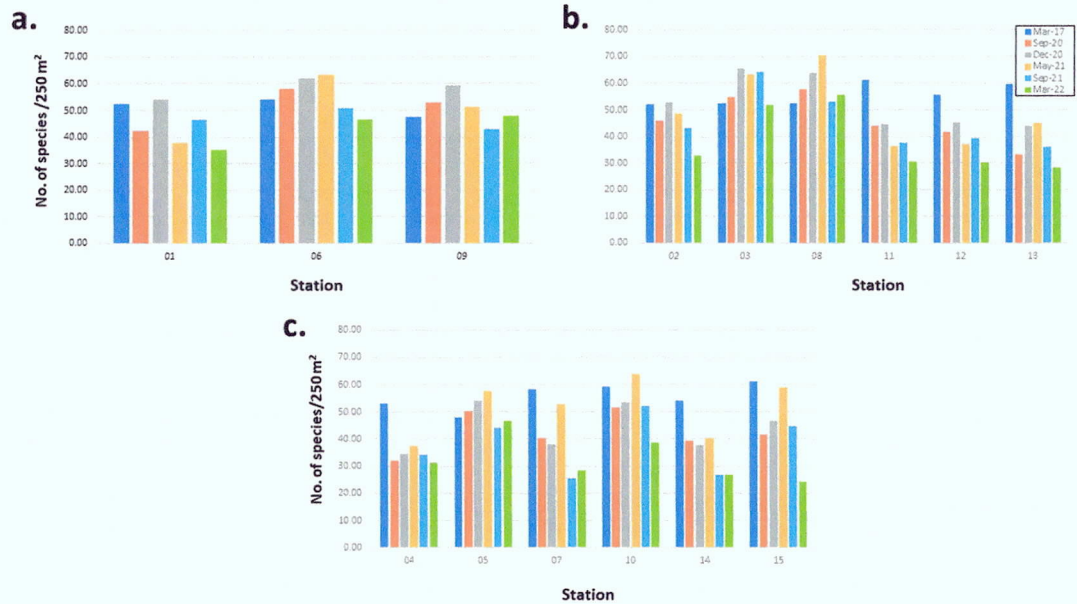 a.
No. of species /250 m²
80.00
70.00
60.00
50.00
40.00
30.00
20.00
10.00
0.00
01 06 09
Station
b.
80.00
70.00
60.00
50.00
40.00
30.00
20.00
10.00
0.00
02 03 08 11 12 13
Station
Mar-17
Sep-20
Dec-20
May-21
Sep-21
Mar-22
c.
No. of species/250 m²
80.00
70.00
60.00
50.00
40.00
30.00
20.00
10.00
0.00
04 05 07 10 14 15
Station